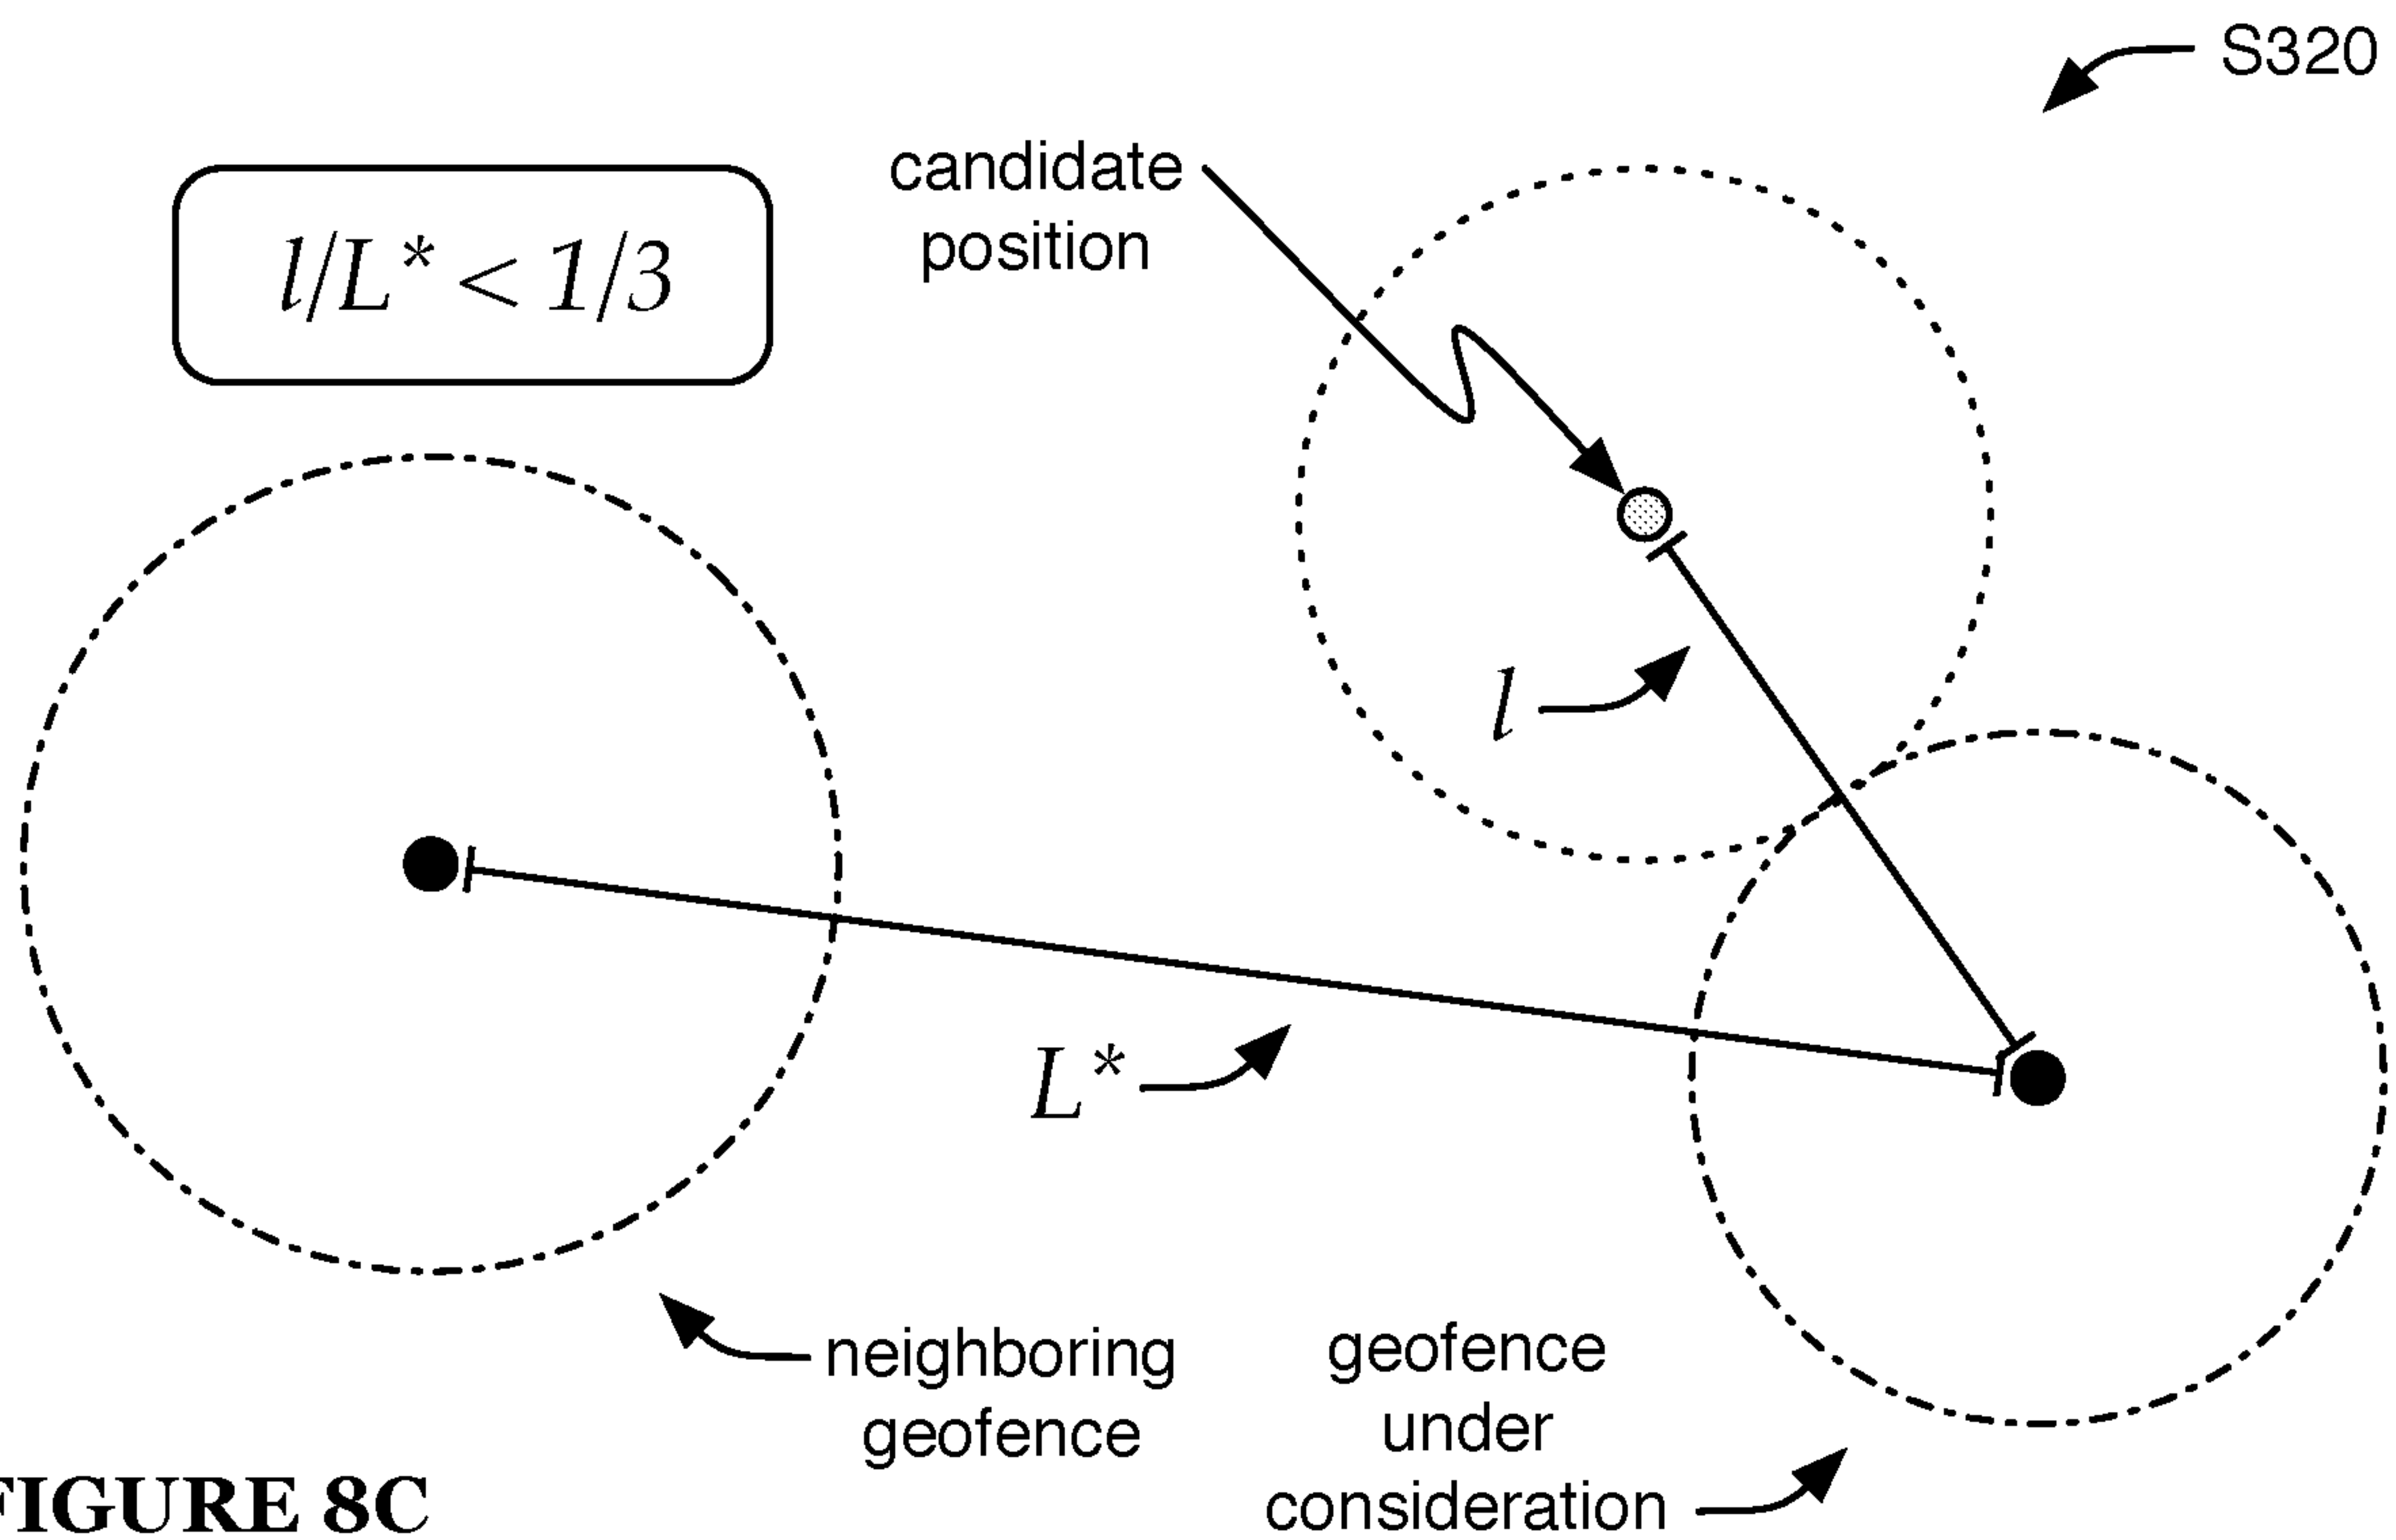 S320
candidate
position
l/L* < 1/3
l
L*
neighboring
geofence
geofence
under
consideration
FIGURE 8C